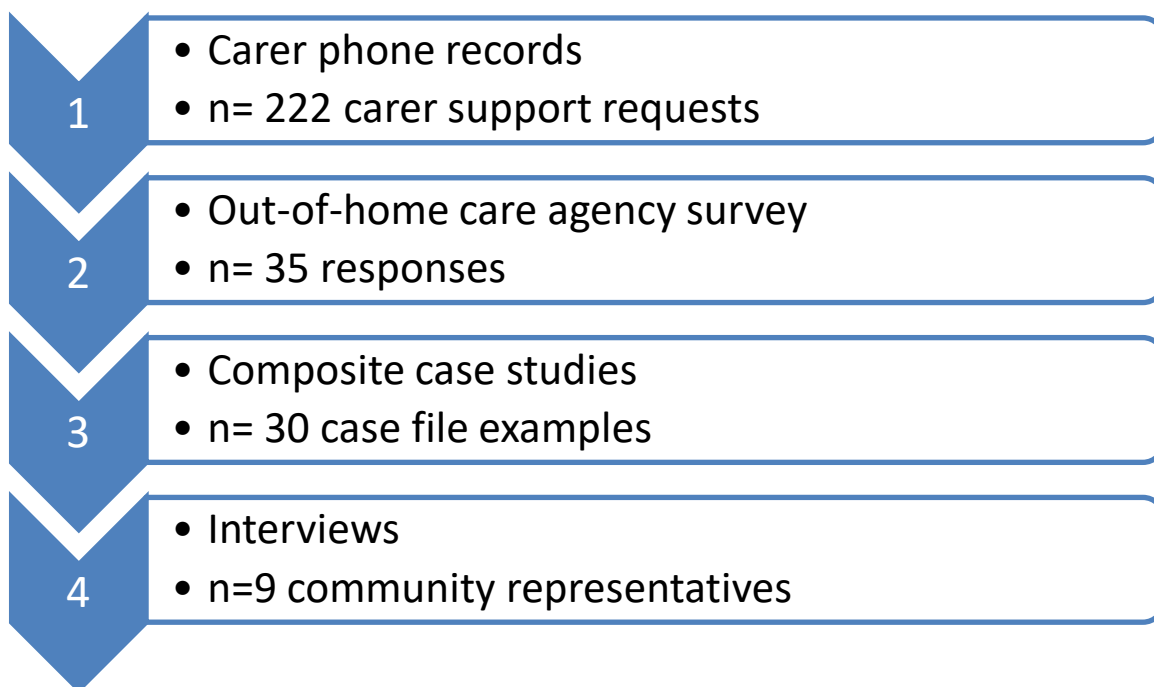 1
• Carer phone records
• n= 222 carer support requests
2
• Out-of-home care agency survey
• n= 35 responses
3
• Composite case studies
• n= 30 case file examples
4
• Interviews
• n=9 community representatives